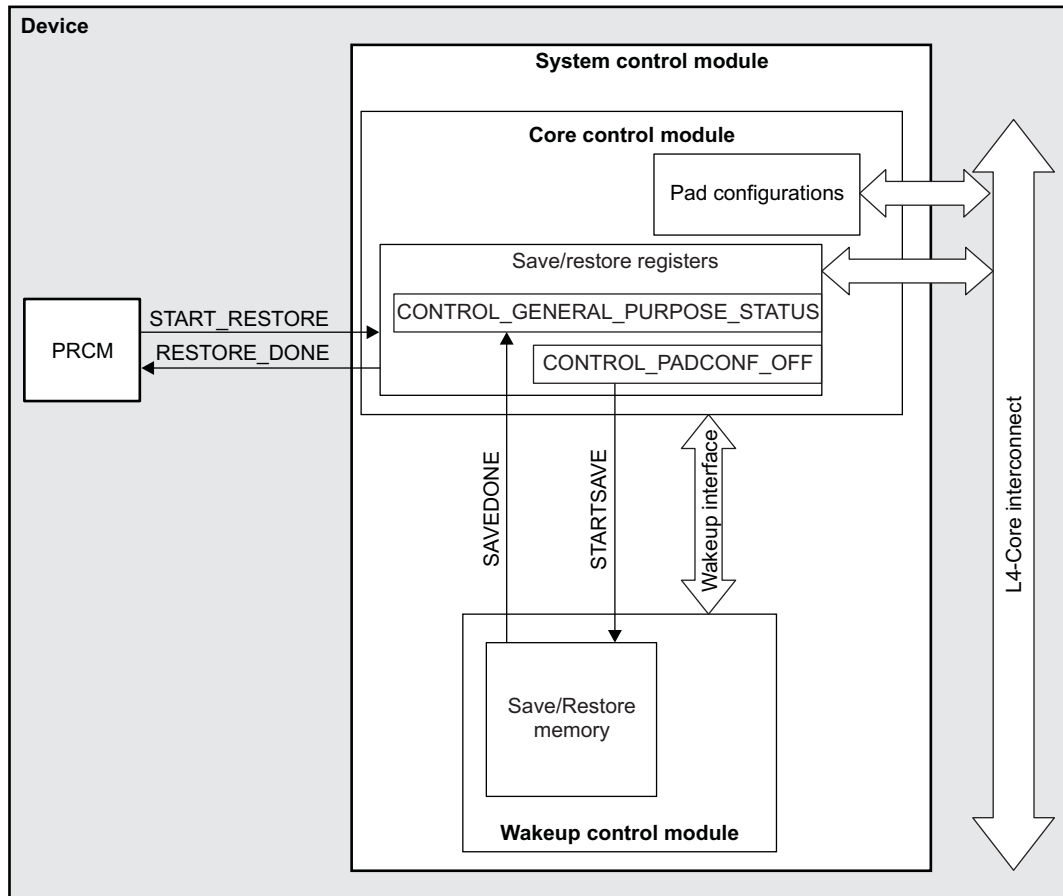 Device
System control module
Core control module
Pad configurations
Save/restore registers
CONTROL_GENERAL_PURPOSE_STATUS
START_RESTORE
PRCM
RESTORE_DONE
CONTROL_PADCONF_OFF
SAVEDONE
STARTSAVE
Wakeup interface
L4-Core interconnect
Save/Restore
memory
Wakeup control module